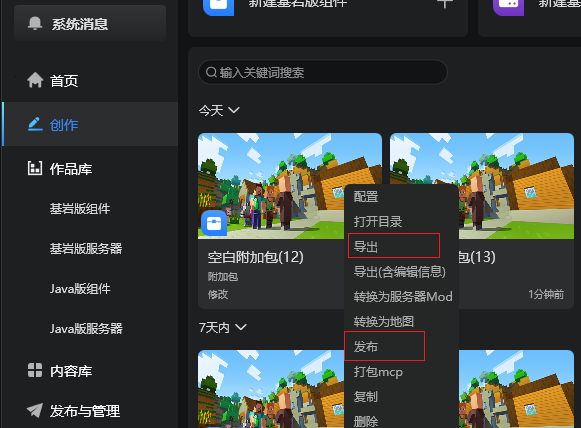 系统消息
新建基岩版组件
新建基岩
首页
输入关键词搜索
创作
今天
作品库
基岩版组件
基岩版服务器
Java版组件
Java版服务器
内容库
发布与管理
空白附加包(12)
附加包
修改
包(13)
1分钟前
7天内
配置
打开目录
导出
导出(含编辑信息)
转换为服务器Mod
转换为地图
发布
打包mcp
复制
删除